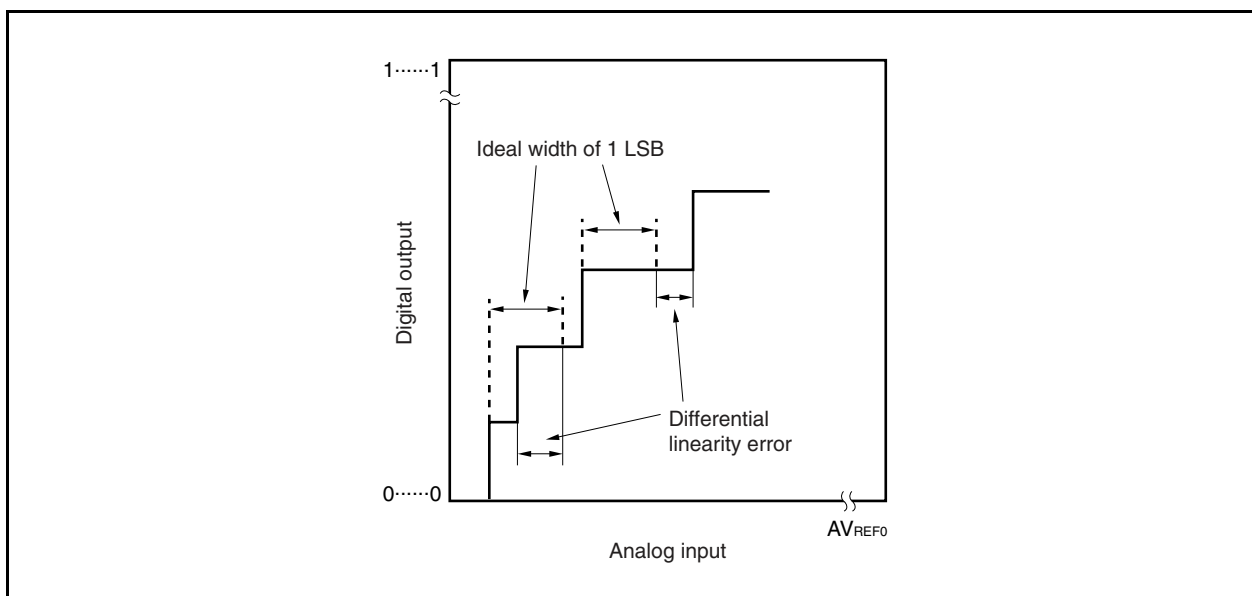 1······1
Ideal width of 1 LSB
Digital output
Differential
linearity error
0······0
AVREF0
Analog input